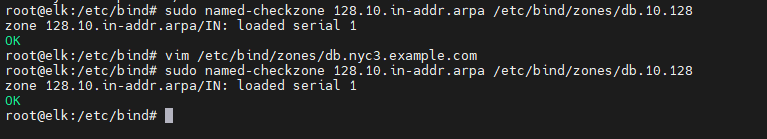 root@elk:/etc/bind# sudo named-checkzone 128.10.in-addr.arpa /etc/bind/zones/db.10.128
zone 128.10.in-addr.arpa/IN: loaded serial 1
OK
root@elk:/etc/bind# vim /etc/bind/zones/db.nyc3.example.com
root@elk:/etc/bind# sudo named-checkzone 128.10.in-addr.arpa /etc/bind/zones/db.10.128
zone 128.10.in-addr.arpa/IN: loaded serial 1
OK
root@elk:/etc/bind#